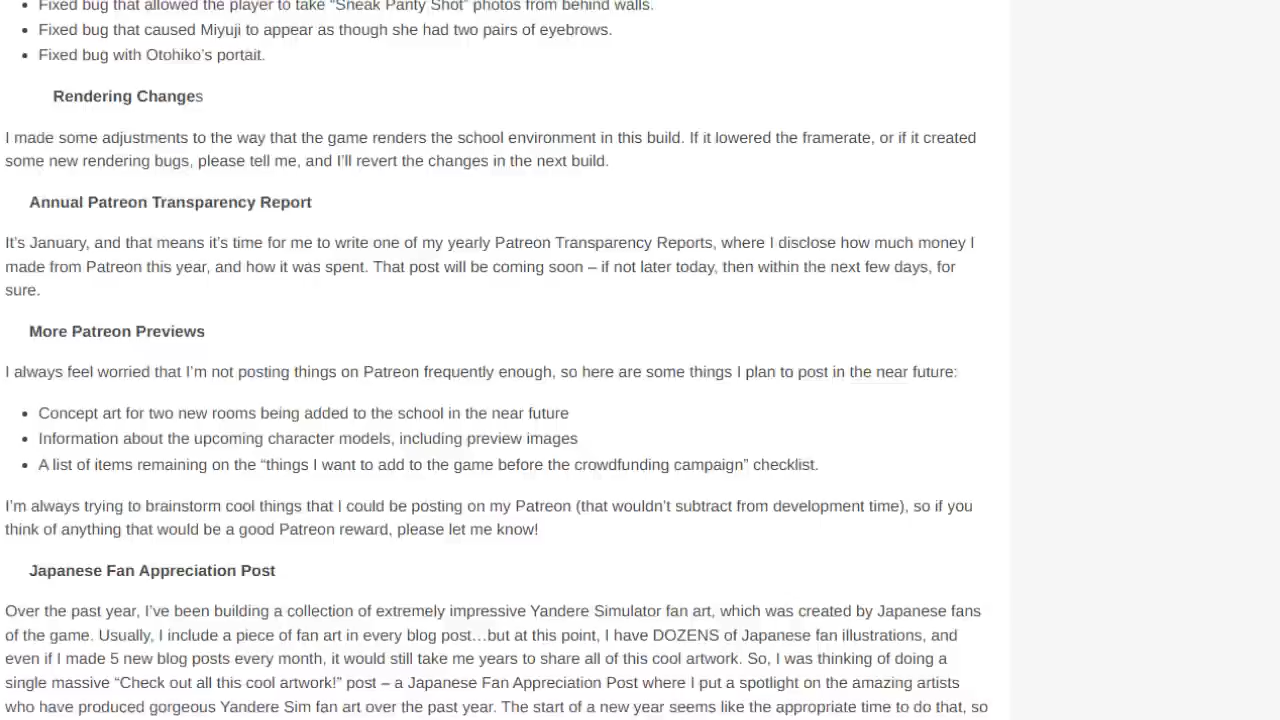 Fixed bug that allowed the player to take “Sneak Panty Shot” photos from behind walls.
Fixed bug that caused Miyuji to appear as though she had two pairs of eyebrows.
Fixed bug with Otohiko’s portait.
Rendering Changes
I made some adjustments to the way that the game renders the school environment in this build. If it lowered the framerate, or if it created
some new rendering bugs, please tell me, and I’ll revert the changes in the next build.
Annual Patreon Transparency Report
It’s January, and that means it’s time for me to write one of my yearly Patreon Transparency Reports, where I disclose how much money I
made from Patreon this year, and how it was spent. That post will be coming soon – if not later today, then within the next few days, for
sure.
More Patreon Previews
I always feel worried that I’m not posting things on Patreon frequently enough, so here are some things I plan to post in the near future:
Concept art for two new rooms being added to the school in the near future
Information about the upcoming character models, including preview images
A list of items remaining on the “things I want to add to the game before the crowdfunding campaign” checklist.
I’m always trying to brainstorm cool things that I could be posting on my Patreon (that wouldn’t subtract from development time), so if you
think of anything that would be a good Patreon reward, please let me know!
Japanese Fan Appreciation Post
Over the past year, I’ve been building a collection of extremely impressive Yandere Simulator fan art, which was created by Japanese fans
of the game. Usually, I include a piece of fan art in every blog post…but at this point, I have DOZENS of Japanese fan illustrations, and
even if I made 5 new blog posts every month, it would still take me years to share all of this cool artwork. So, I was thinking of doing a
single massive “Check out all this cool artwork!” post – a Japanese Fan Appreciation Post where I put a spotlight on the amazing artists
who have produced gorgeous Yandere Sim fan art over the past year. The start of a new year seems like the appropriate time to do that, so